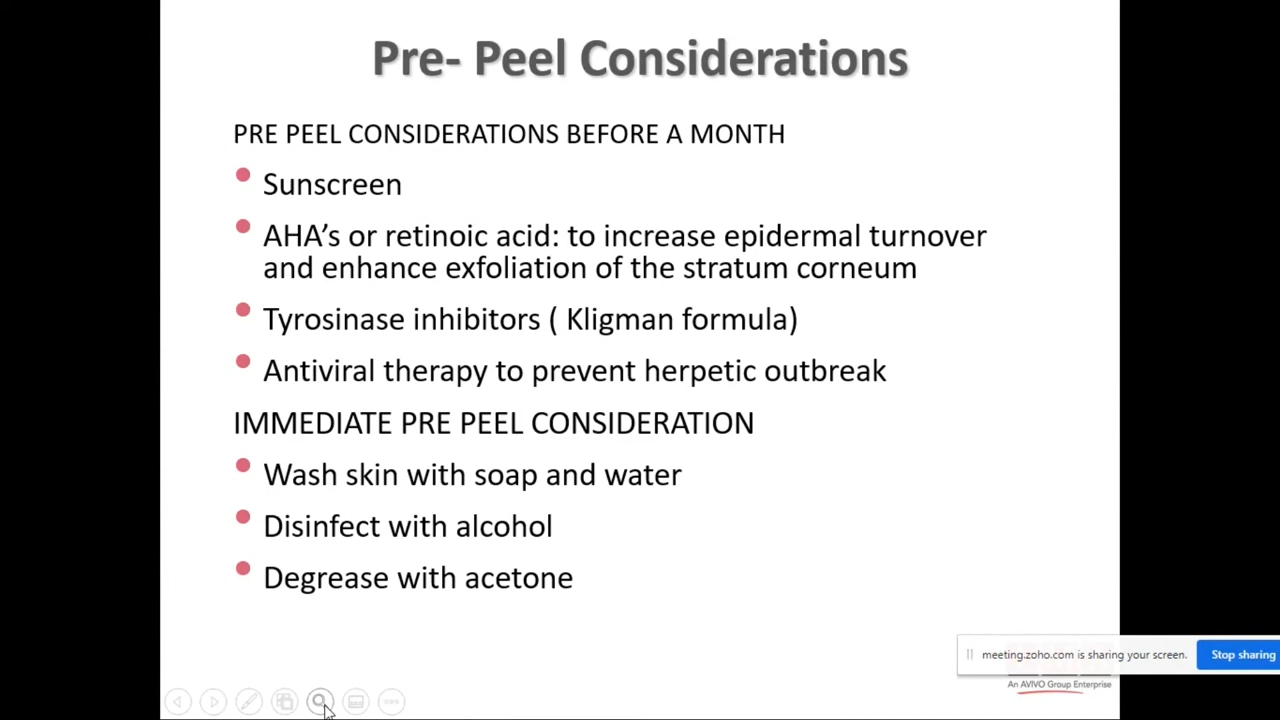 Pre- Peel Considerations
PRE PEEL CONSIDERATIONS BEFORE A MONTH
Sunscreen
AHA’s or retinoic acid: to increase epidermal turnover
and enhance exfoliation of the stratum corneum
Tyrosinase inhibitors ( Kligman formula)
Antiviral therapy to prevent herpetic outbreak
IMMEDIATE PRE PEEL CONSIDERATION
Wash skin with soap and water
Disinfect with alcohol
Degrease with acetone
meeting.zoho.com is sharing your screen.
Stop sharing
An AVIVO Group Enterprise